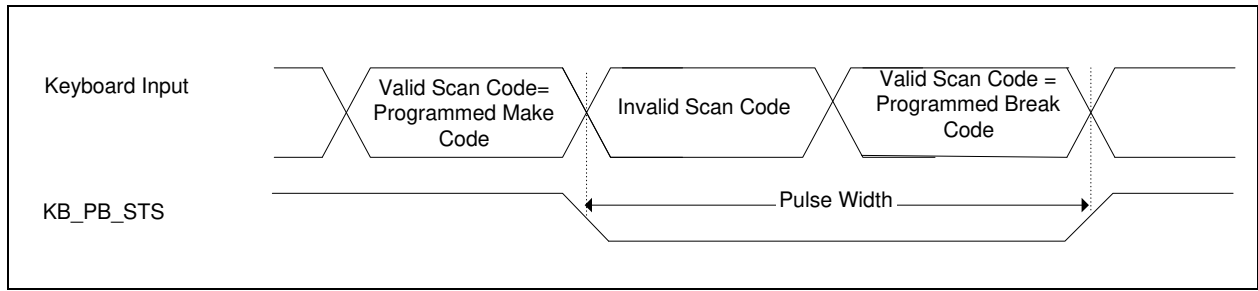 Keyboard Input
Valid Scan Code=
Programmed Make
Code
Invalid Scan Code
Valid Scan Code =
Programmed Break
Code
KB_PB_STS
Pulse Width